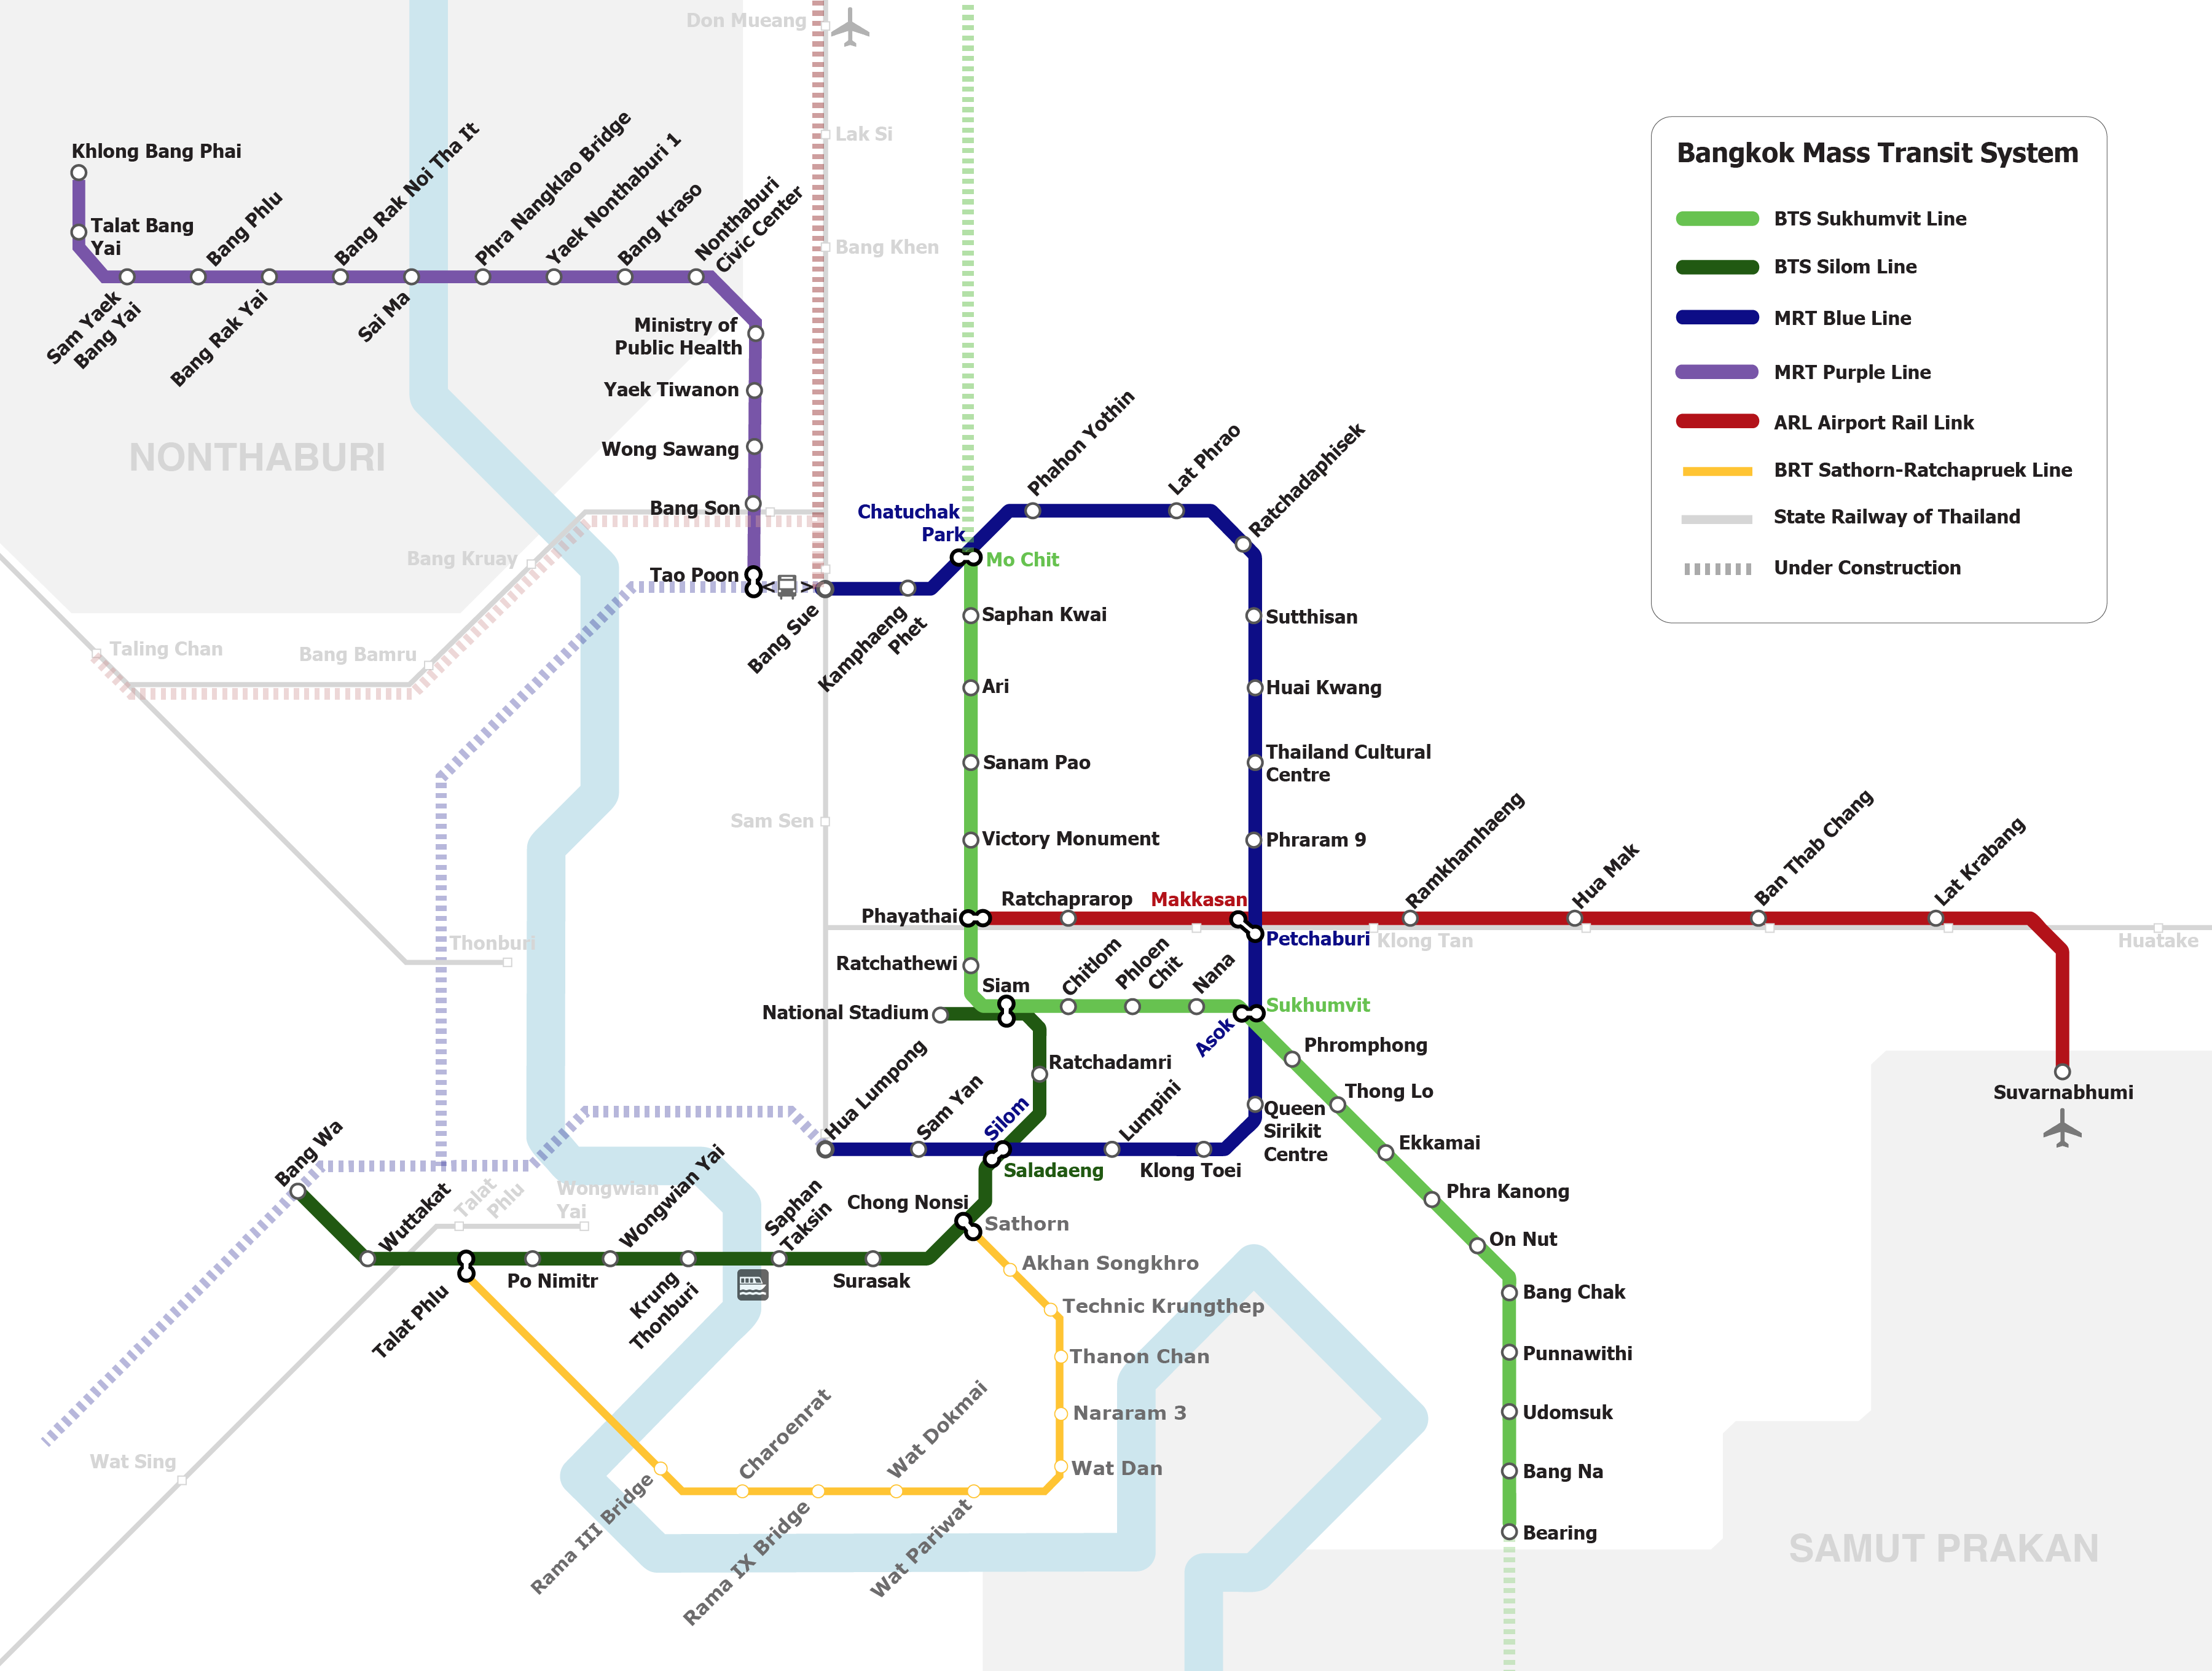 Don Mueang
Lak Si
Bang Khen
Khlong Bang Phai
Talat Bang
Yai
Sam Yaek
Bang Yai
Bang Phlu
Bang Rak Yai
Bang Rak Noi Tha It
Sai Ma
Phra Nangklao Bridge
Yaek Nonthaburi 1
Bang Kraso
Nonthaburi
Civic Center
Ministry of
Public Health
Yaek Tiwanon
Wong Sawang
Bang Son
Tao Poon
< >
NONTHABURI
Bang Kruay
Taling Chan
Bang Bamru
Bang Sue
Kamphaeng
Phet
Chatuchak
Park
Mo Chit
Phahon Yothin
Lat Phrao
Ratchadaphisek
Bangkok Mass Transit System
BTS Sukhumvit Line
BTS Silom Line
MRT Blue Line
MRT Purple Line
ARL Airport Rail Link
BRT Sathorn-Ratchapruek Line
State Railway of Thailand
Under Construction
Saphan Kwai
Ari
Sanam Pao
Victory Monument
Sutthisan
Huai Kwang
Thailand Cultural
Centre
Phraram 9
Sam Sen
Thonburi
Phayathai
Ratchaprarop
Makkasan
Petchaburi
Ramkhamhaeng
Hua Mak
Ban Thab Chang
Lat Krabang
Klong Tan
Huatake
Suvarnabhumi
Ratchathewi
Siam
National Stadium
Chitlom
Phloen
Chit
Nana
Sukhumvit
Asok
Phromphong
Thong Lo
Ekkamai
Phra Kanong
On Nut
Bang Chak
Punnawithi
Udomsuk
Bang Na
Bearing
Ratchadamri
Hua Lumpong
Sam Yan
Silom
Saladaeng
Lumpini
Klong Toei
Queen
Sirikit
Centre
Bang Wa
Wuttakat
Talat
Phlu
Wongwian
Yai
Talat Phlu
Po Nimitr
Wongwian Yai
Krung
Thonburi
Saphan
Taksin
Surasak
Chong Nonsi
Sathorn
Akhan Songkhro
Technic Krungthep
Thanon Chan
Nararam 3
Wat Dan
Wat Pariwat
Wat Dokmai
Rama IX Bridge
Charoenrat
Rama III Bridge
Wat Sing
SAMUT PRAKAN